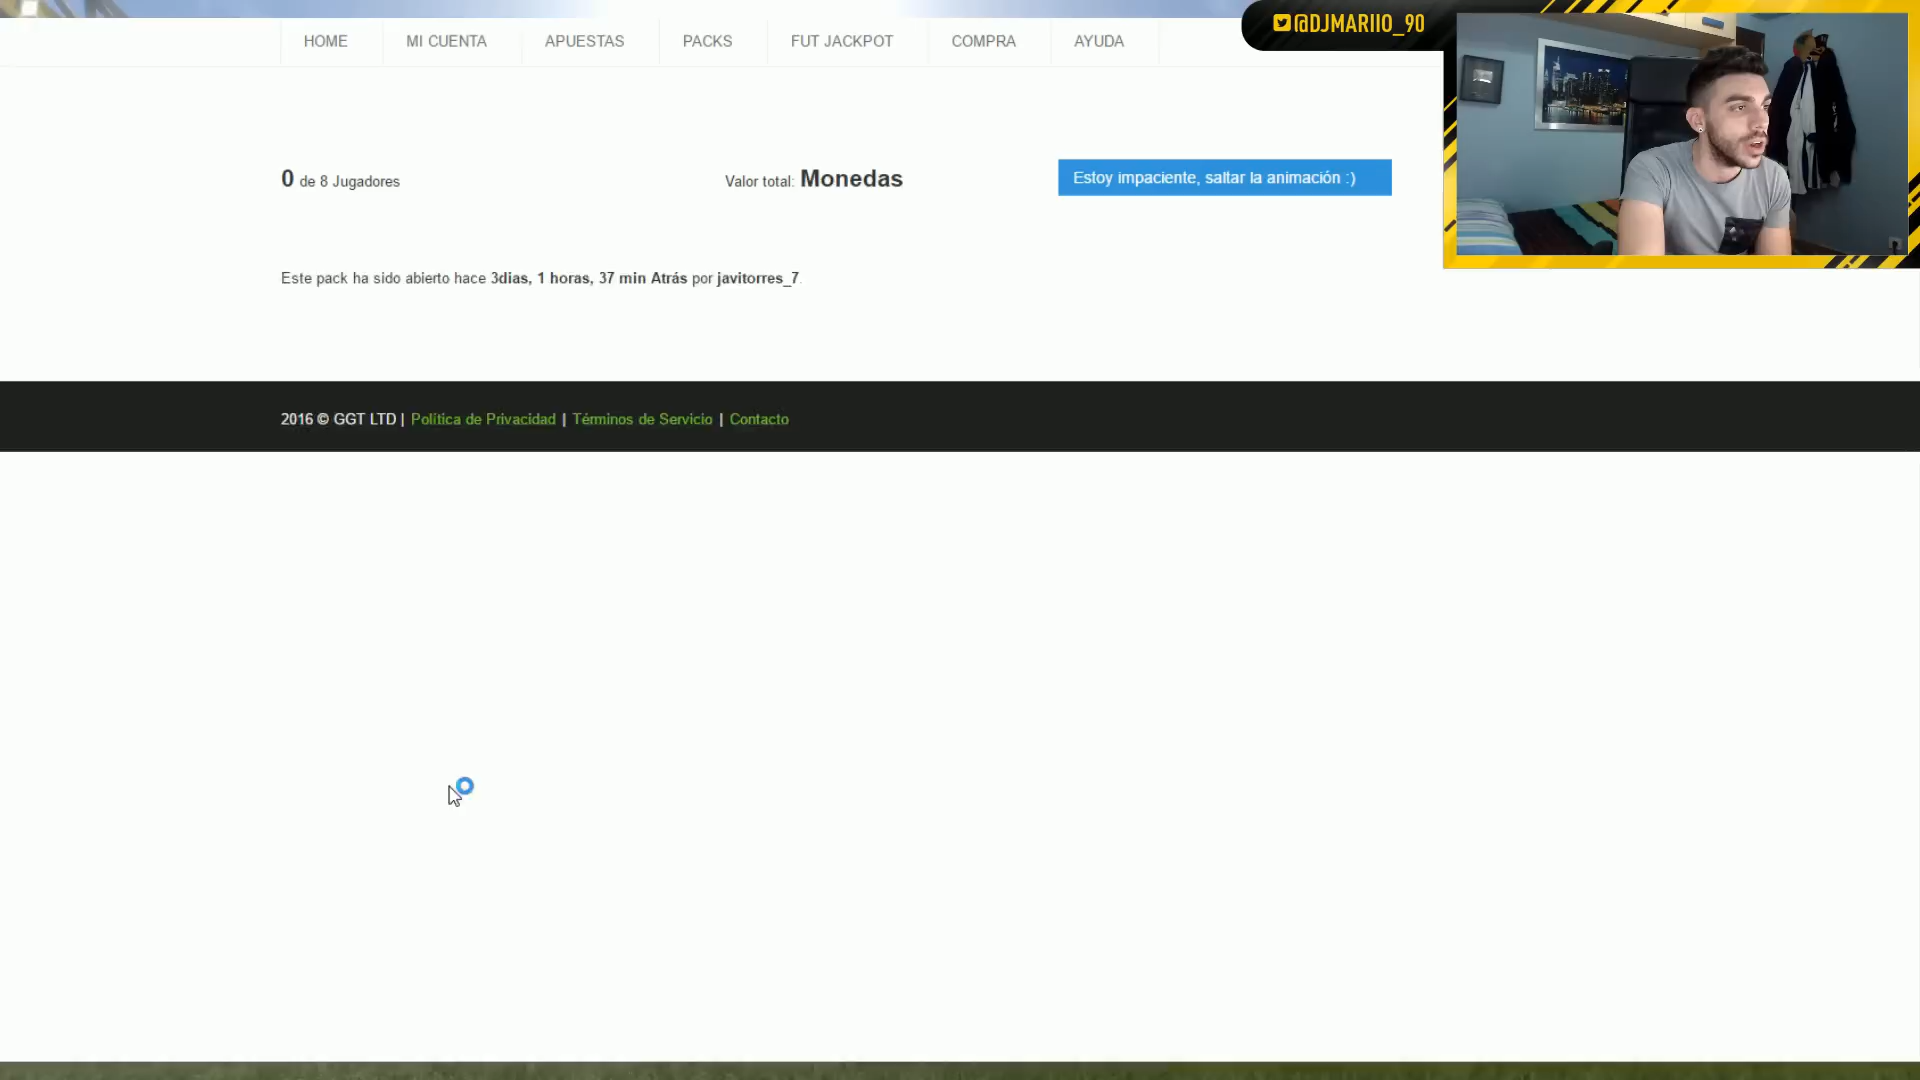 @DJMARIIO_90
HOME MI CUENTA APUESTAS PACKS FUT JACKPOT COMPRA AYUDA
0 de 8 Jugadores
Valor total: Monedas
Estoy impaciente, saltar la animación :)
Este pack ha sido abierto hace 3dias, 1 horas, 37 min Atrás por javitorres_7.
2016 © GGT LTD | Política de Privacidad | Términos de Servicio | Contacto